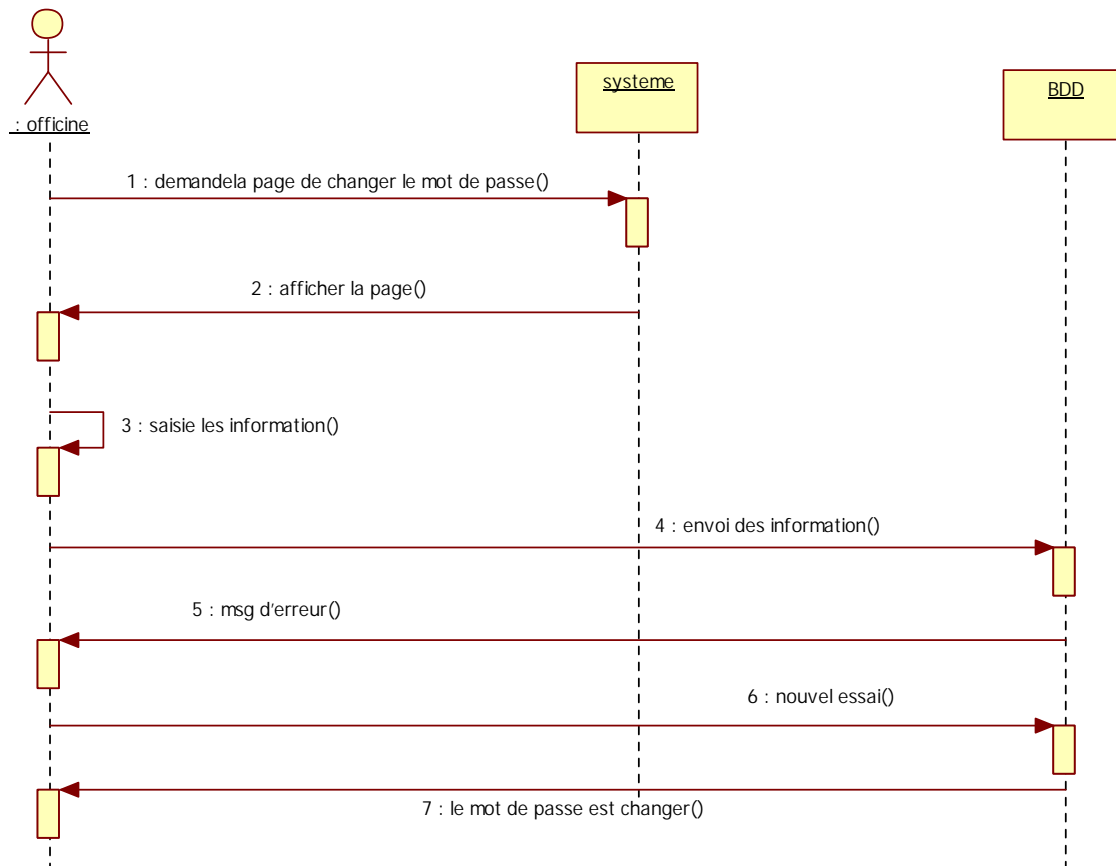 systeme
BDD
: officine
1 : demandela page de changer le mot de passe()
2 : afficher la page()
3 : saisie les information()
4 : envoi des information()
5 : msg d'erreur()
6 : nouvel essai()
7 : le mot de passe est changer()